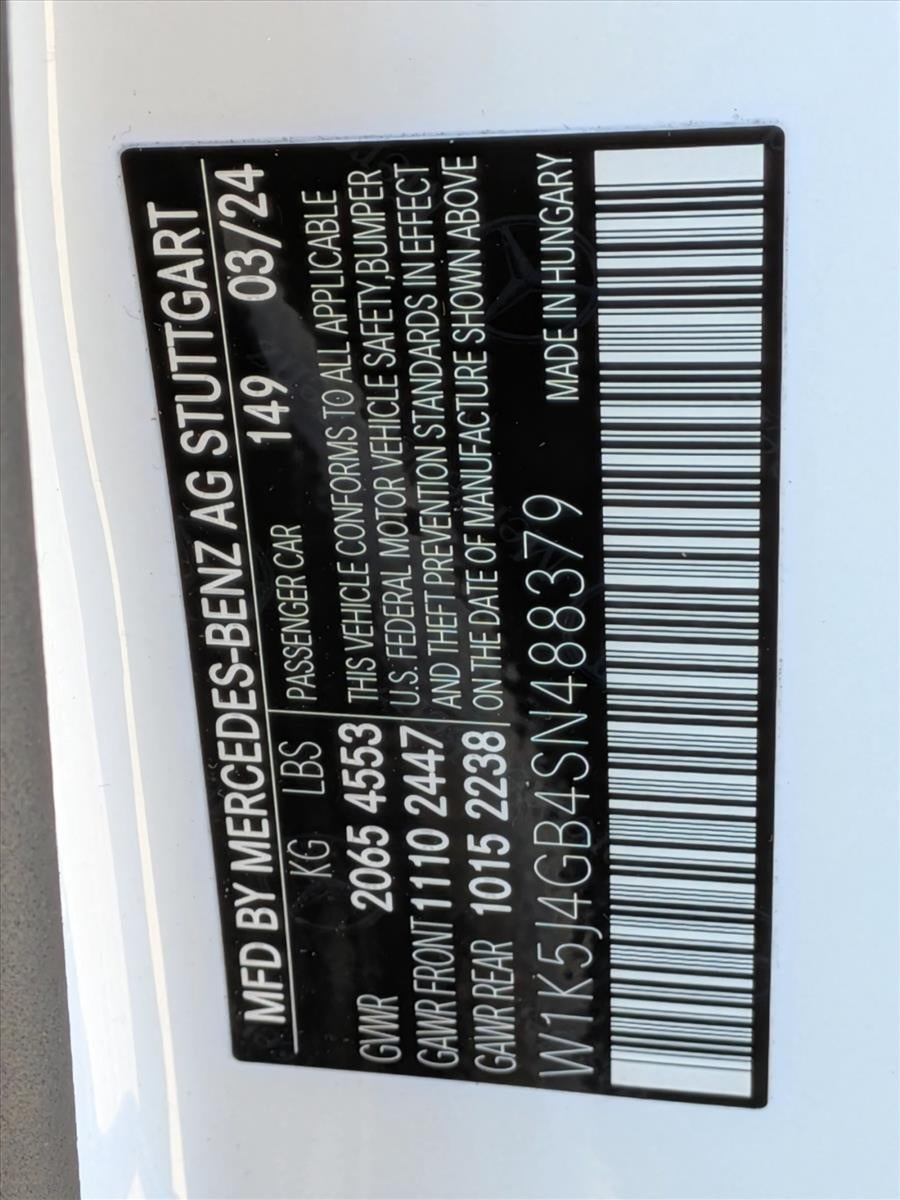 MFD BY MERCEDES-BENZ AG STUTTGART
149 03/24
KG LBS PASSENGER CAR
GVWR 2065 4553
GAWR FRONT 1110 2447
GAWR REAR 1015 2238
THIS VEHICLE CONFORMS TO ALL APPLICABLE
U.S. FEDERAL MOTOR VEHICLE SAFETY, BUMPER
AND THEFT PREVENTION STANDARDS IN EFFECT
ON THE DATE OF MANUFACTURE SHOWN ABOVE
W1K5J4GB4SN488379
MADE IN HUNGARY